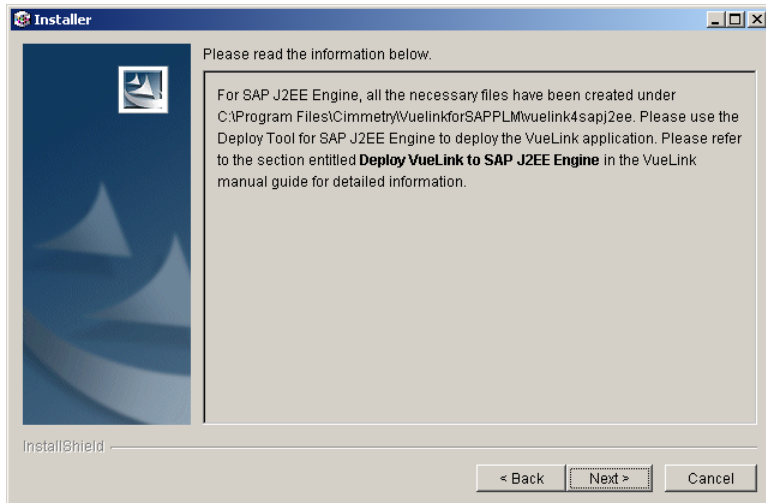 Installer
Please read the information below.
For SAP J2EE Engine, all the necessary files have been created under
C:\Program Files\Cimmetry\VuelinkforSAPPLM\vuelink4sapj2ee. Please use the
Deploy Tool for SAP J2EE Engine to deploy the VueLink application. Please refer
to the section entitled Deploy VueLink to SAP J2EE Engine in the VueLink
manual guide for detailed information.
InstallShield
< Back Next > Cancel